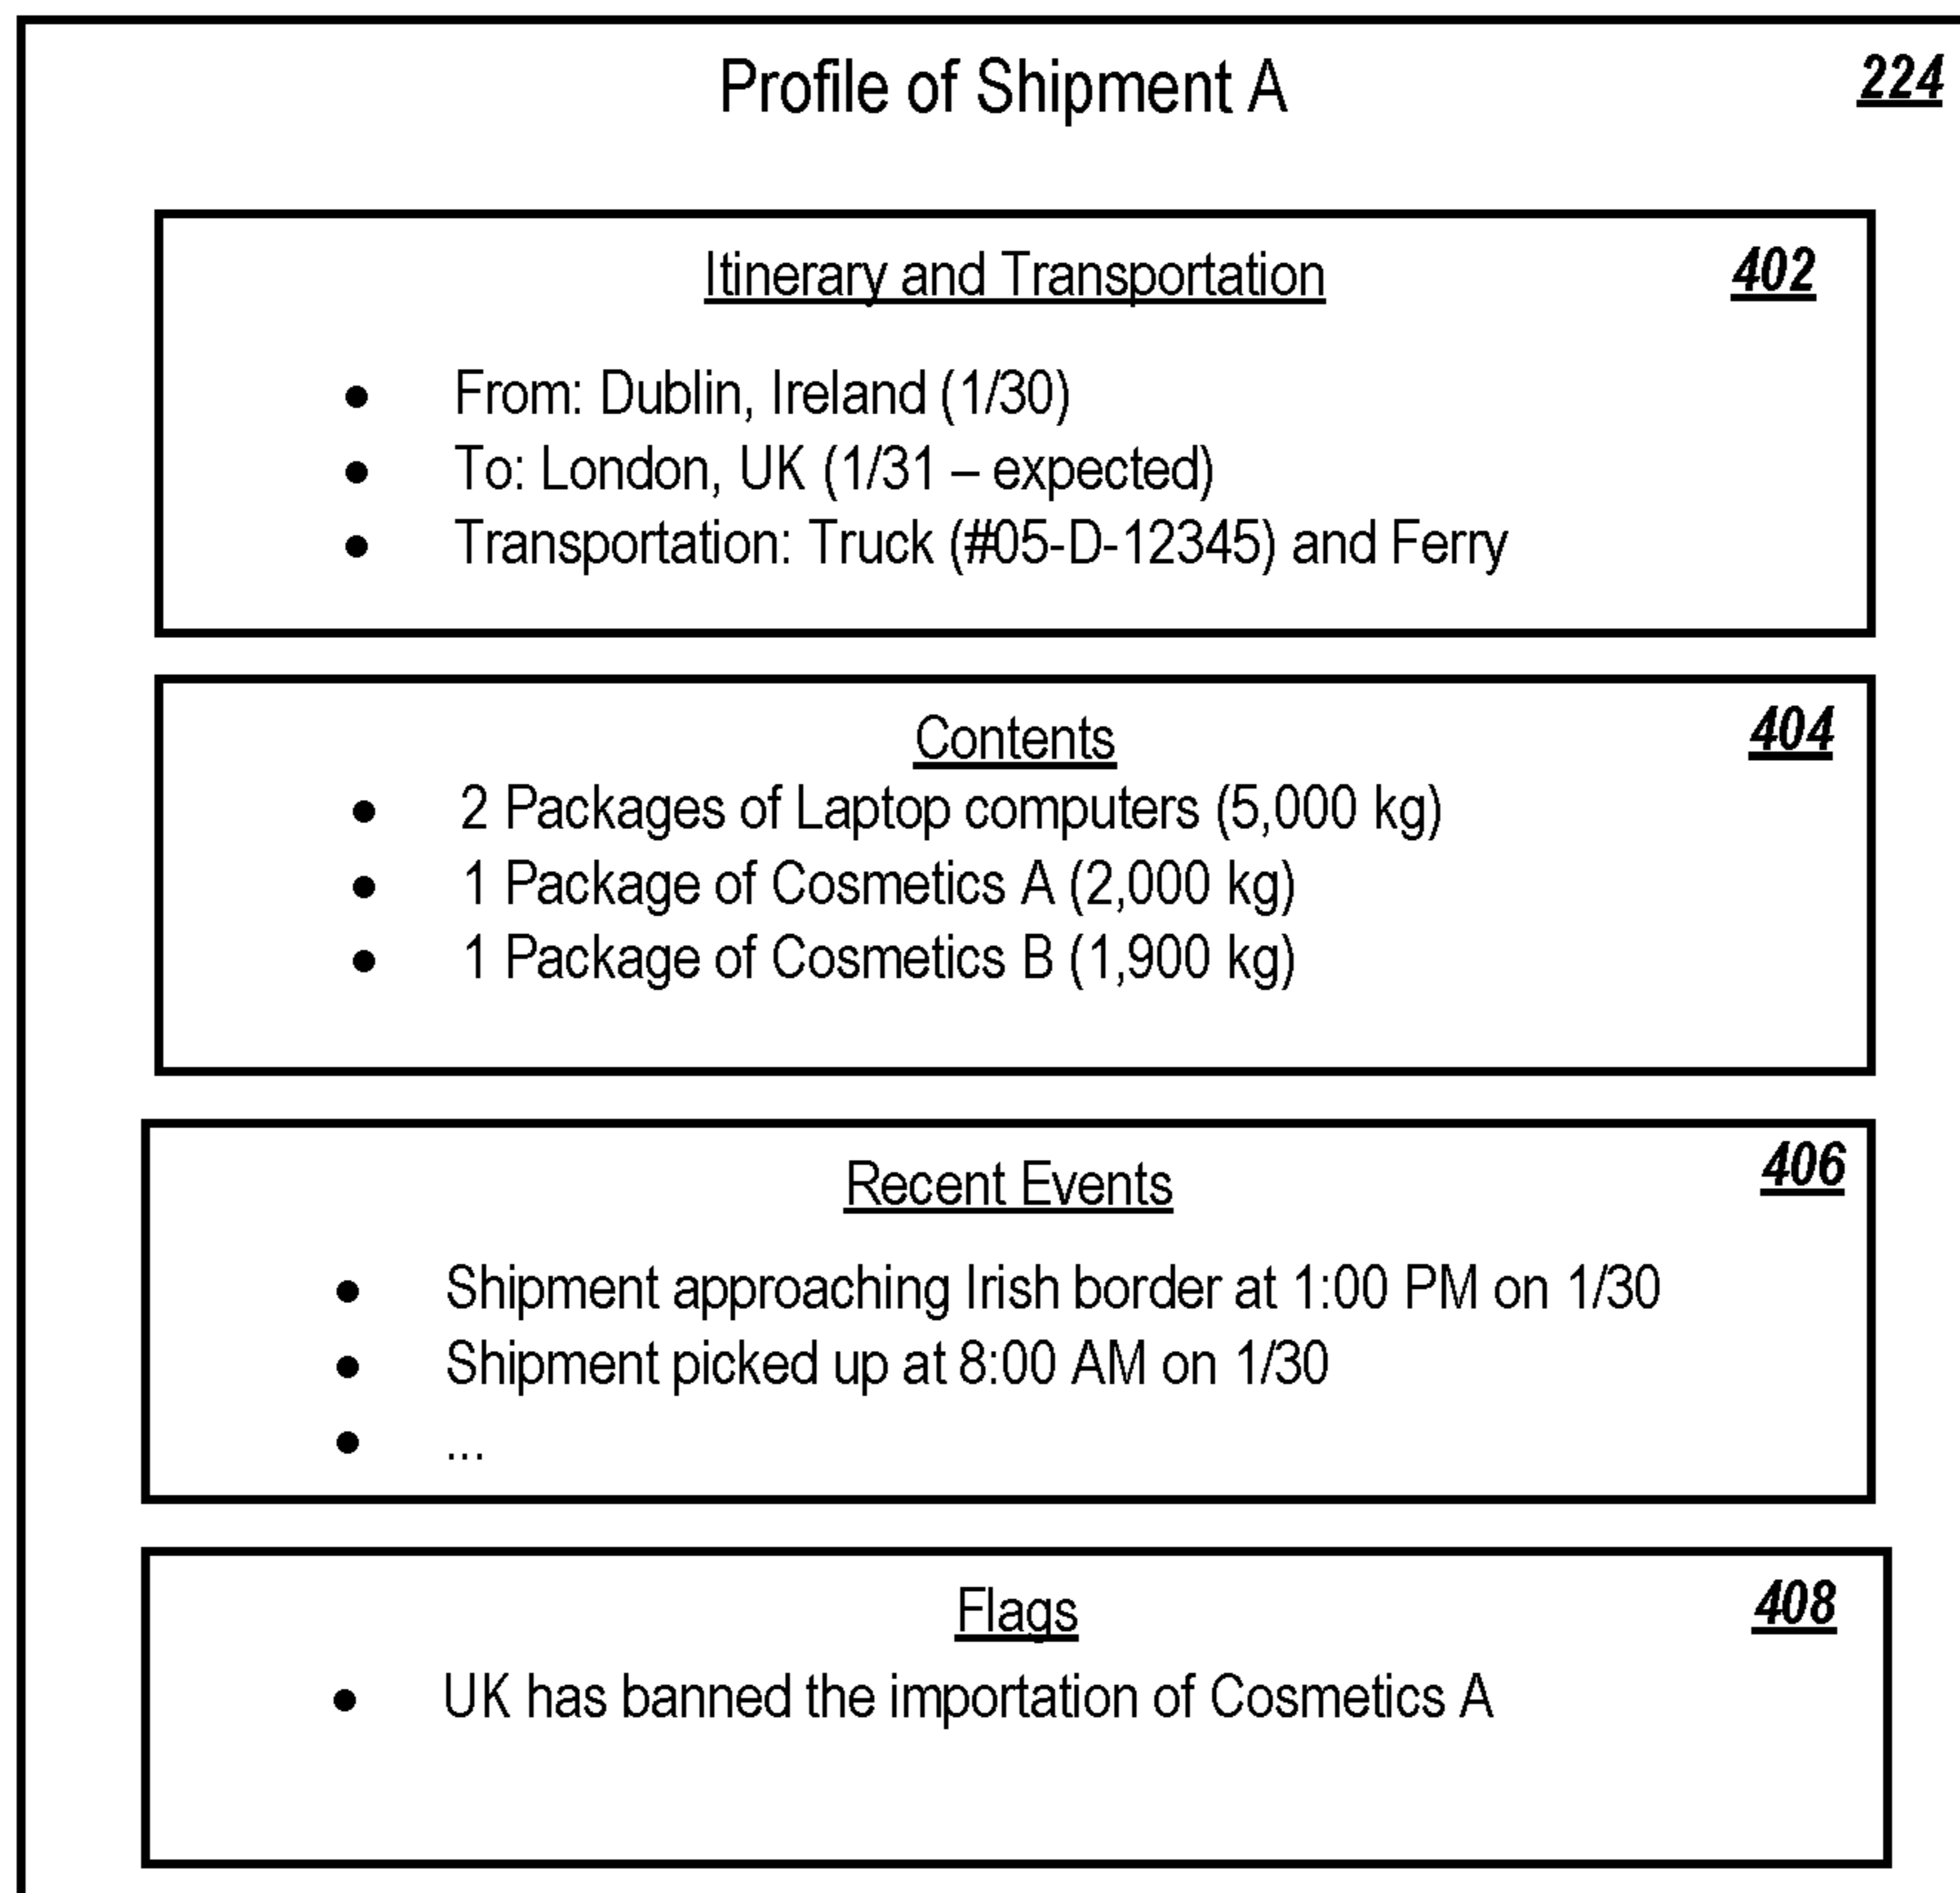 Profile of Shipment A 224
Itinerary and Transportation 402
● From: Dublin, Ireland (1/30)
● To: London, UK (1/31 – expected)
● Transportation: Truck (#05-D-12345) and Ferry
Contents 404
● 2 Packages of Laptop computers (5,000 kg)
● 1 Package of Cosmetics A (2,000 kg)
● 1 Package of Cosmetics B (1,900 kg)
Recent Events 406
● Shipment approaching Irish border at 1:00 PM on 1/30
● Shipment picked up at 8:00 AM on 1/30
● ...
Flags 408
● UK has banned the importation of Cosmetics A